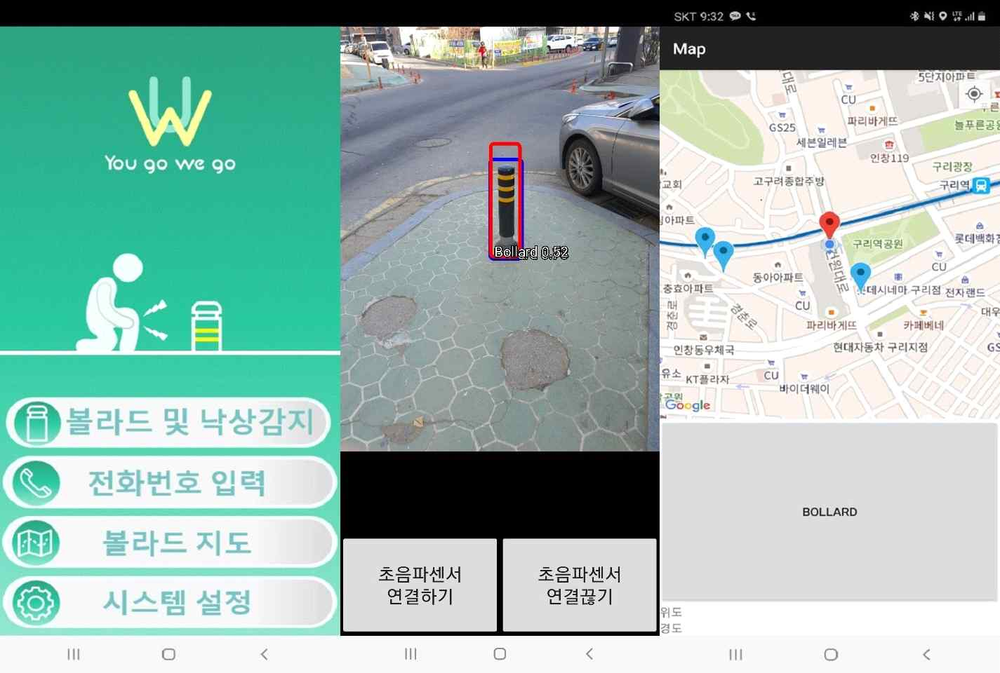 W
You go we go
볼라드 및 낙상감지
전화번호 입력
볼라드 지도
시스템 설정
Bollard 0.52
초음파센서
연결하기
초음파센서
연결끊기
SKT 9:32
LTE
Map
5단지아파트
CU
파리바게뜨
GS25
세븐일레븐
늘푸른공원
인창119
구리광장
고구려종합주방
구리역
교회
아파트
구리역공원
롯데백화점
CU
동아아파트
충효아파트
롯데시네마 구리점
전자랜드
CU
경춘로
경춘로
파리바게뜨
카페베네
대우
인창동우체국
현대자동차 구리지점
GS
유소
KT플라자
CU
바이더웨이
공원
Google
BOLLARD
위도
경도